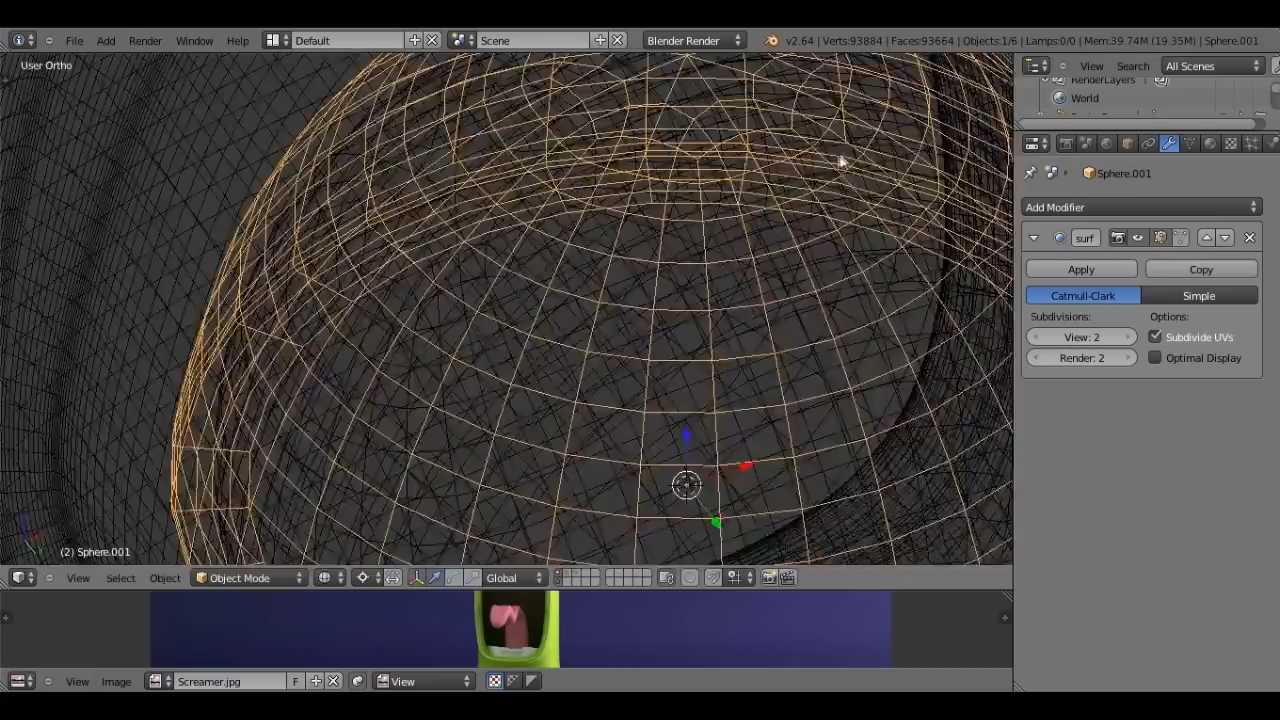 File Add Render Window Help Default Scene Blender Render v2.64 | Verts:93884 | Faces:93664 | Objects:1/6 | Lamps:0/0 | Mem:39.74M (19.35M) | Sphere.001
User Ortho
View Search All Scenes
RenderLayers
World
Sphere.001
Add Modifier
surf
Apply Copy
Catmull-Clark Simple
Subdivisions: Options:
View: 2 Subdivide UVs
Render: 2 Optimal Display
(2) Sphere.001
View Select Object Object Mode Global
View Image Screamer.jpg F View